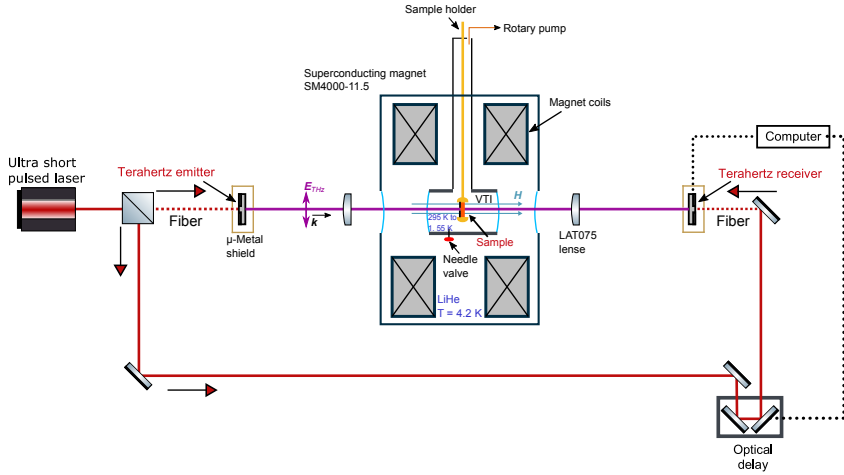 Sample holder
Rotary pump
Superconducting magnet
SM4000-11.5
Magnet coils
Computer
Ultra short
pulsed laser
Terahertz emitter
Terahertz receiver
E_THz
k
VTI
H
Fiber
Fiber
295 K to
1. 55 K
Sample
μ-Metal
shield
LAT075
lense
Needle
valve
LiHe
T = 4.2 K
Optical
delay